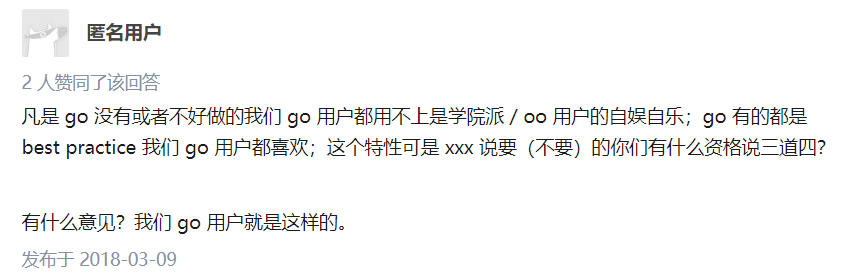 匿名用户
2 人赞同了该回答
凡是 go 没有或者不好做的我们 go 用户都用不上是学院派 / oo 用户的自娱自乐；go 有的都是
best practice 我们 go 用户都喜欢；这个特性可是 xxx 说要（不要）的你们有什么资格说三道四？
有什么意见？我们 go 用户就是这样的。
发布于 2018-03-09